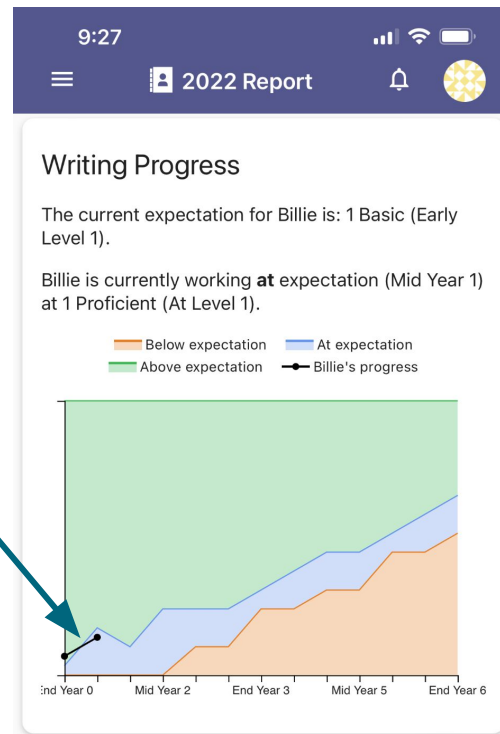 9:27
2022 Report
Writing Progress
The current expectation for Billie is: 1 Basic (Early
Level 1).
Billie is currently working at expectation (Mid Year 1)
at 1 Proficient (At Level 1).
Below expectation At expectation
Above expectation Billie's progress
End Year 0 Mid Year 2 End Year 3 Mid Year 5 End Year 6